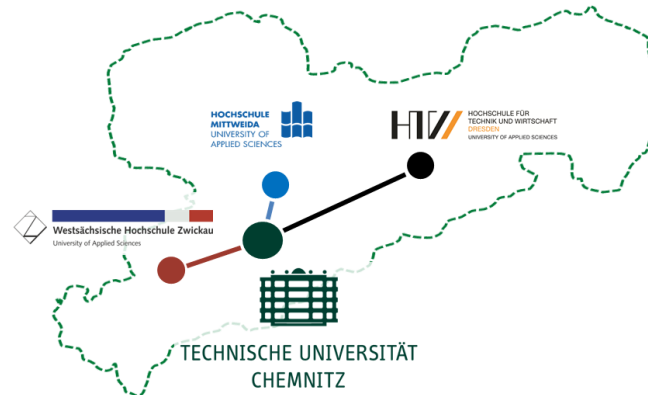 HOCHSCHULE
MITTWEIDA
UNIVERSITY OF
APPLIED SCIENCES
HTW
HOCHSCHULE FÜR
TECHNIK UND WIRTSCHAFT
DRESDEN
UNIVERSITY OF APPLIED SCIENCES
Westsächsische Hochschule Zwickau
University of Applied Sciences
TECHNISCHE UNIVERSITÄT
CHEMNITZ